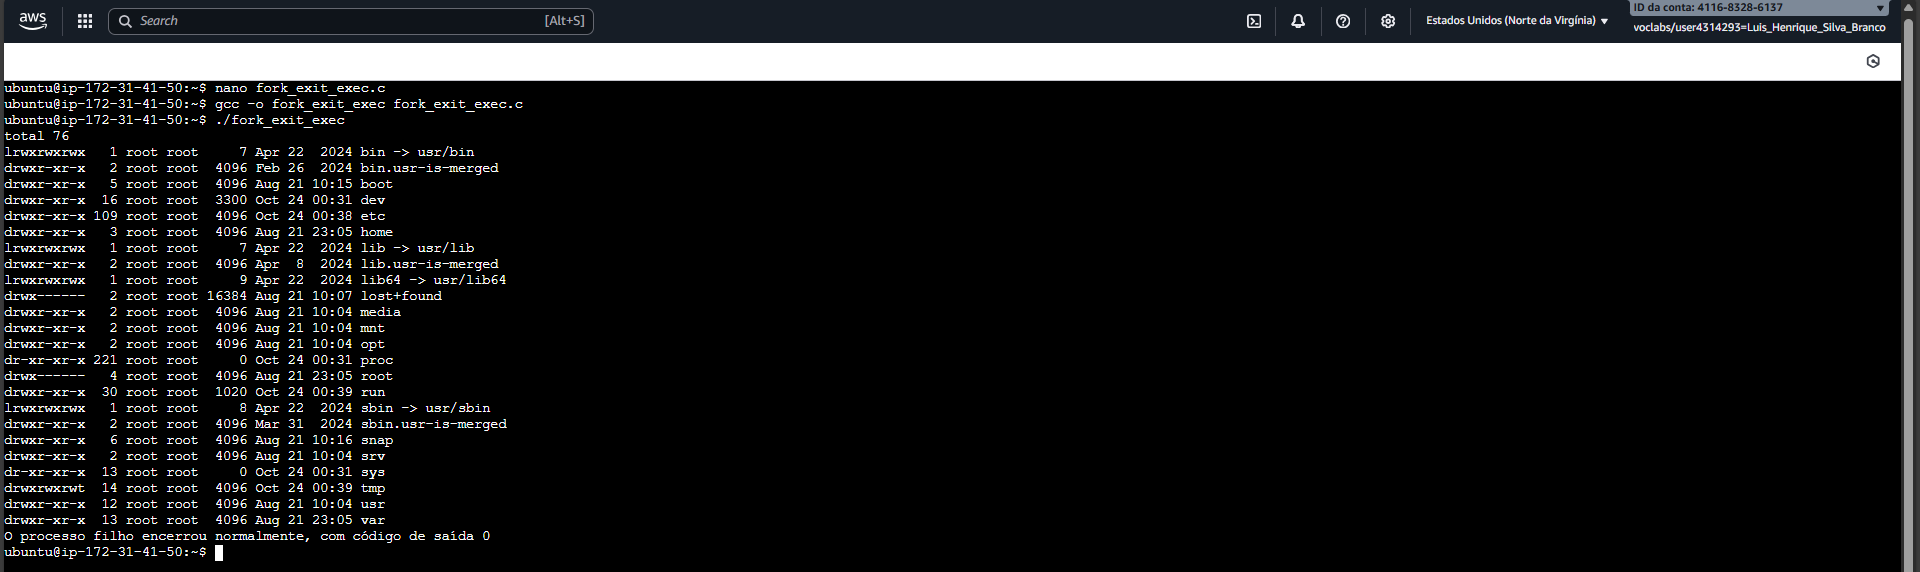 aws
Search [Alt+S]
Estados Unidos (Norte da Virgínia)
ID da conta: 4116-8328-6137
voclabs/user4314293=Luis_Henrique_Silva_Branco
ubuntu@ip-172-31-41-50:~$ nano fork_exit_exec.c
ubuntu@ip-172-31-41-50:~$ gcc -o fork_exit_exec fork_exit_exec.c
ubuntu@ip-172-31-41-50:~$ ./fork_exit_exec
total 76
lrwxrwxrwx   1 root root     7 Apr 22  2024 bin -> usr/bin
drwxr-xr-x   2 root root  4096 Feb 26  2024 bin.usr-is-merged
drwxr-xr-x   5 root root  4096 Aug 21 10:15 boot
drwxr-xr-x  16 root root  3300 Oct 24 00:31 dev
drwxr-xr-x 109 root root  4096 Oct 24 00:38 etc
drwxr-xr-x   3 root root  4096 Aug 21 23:05 home
lrwxrwxrwx   1 root root     7 Apr 22  2024 lib -> usr/lib
drwxr-xr-x   2 root root  4096 Apr  8  2024 lib.usr-is-merged
lrwxrwxrwx   1 root root     9 Apr 22  2024 lib64 -> usr/lib64
drwx------   2 root root 16384 Aug 21 10:07 lost+found
drwxr-xr-x   2 root root  4096 Aug 21 10:04 media
drwxr-xr-x   2 root root  4096 Aug 21 10:04 mnt
drwxr-xr-x   2 root root  4096 Aug 21 10:04 opt
dr-xr-xr-x 221 root root     0 Oct 24 00:31 proc
drwx------   4 root root  4096 Aug 21 23:05 root
drwxr-xr-x  30 root root  1020 Oct 24 00:39 run
lrwxrwxrwx   1 root root     8 Apr 22  2024 sbin -> usr/sbin
drwxr-xr-x   2 root root  4096 Mar 31  2024 sbin.usr-is-merged
drwxr-xr-x   6 root root  4096 Aug 21 10:16 snap
drwxr-xr-x   2 root root  4096 Aug 21 10:04 srv
dr-xr-xr-x  13 root root     0 Oct 24 00:31 sys
drwxrwxrwt  14 root root  4096 Oct 24 00:39 tmp
drwxr-xr-x  12 root root  4096 Aug 21 10:04 usr
drwxr-xr-x  13 root root  4096 Aug 21 23:05 var
O processo filho encerrou normalmente, com código de saída 0
ubuntu@ip-172-31-41-50:~$